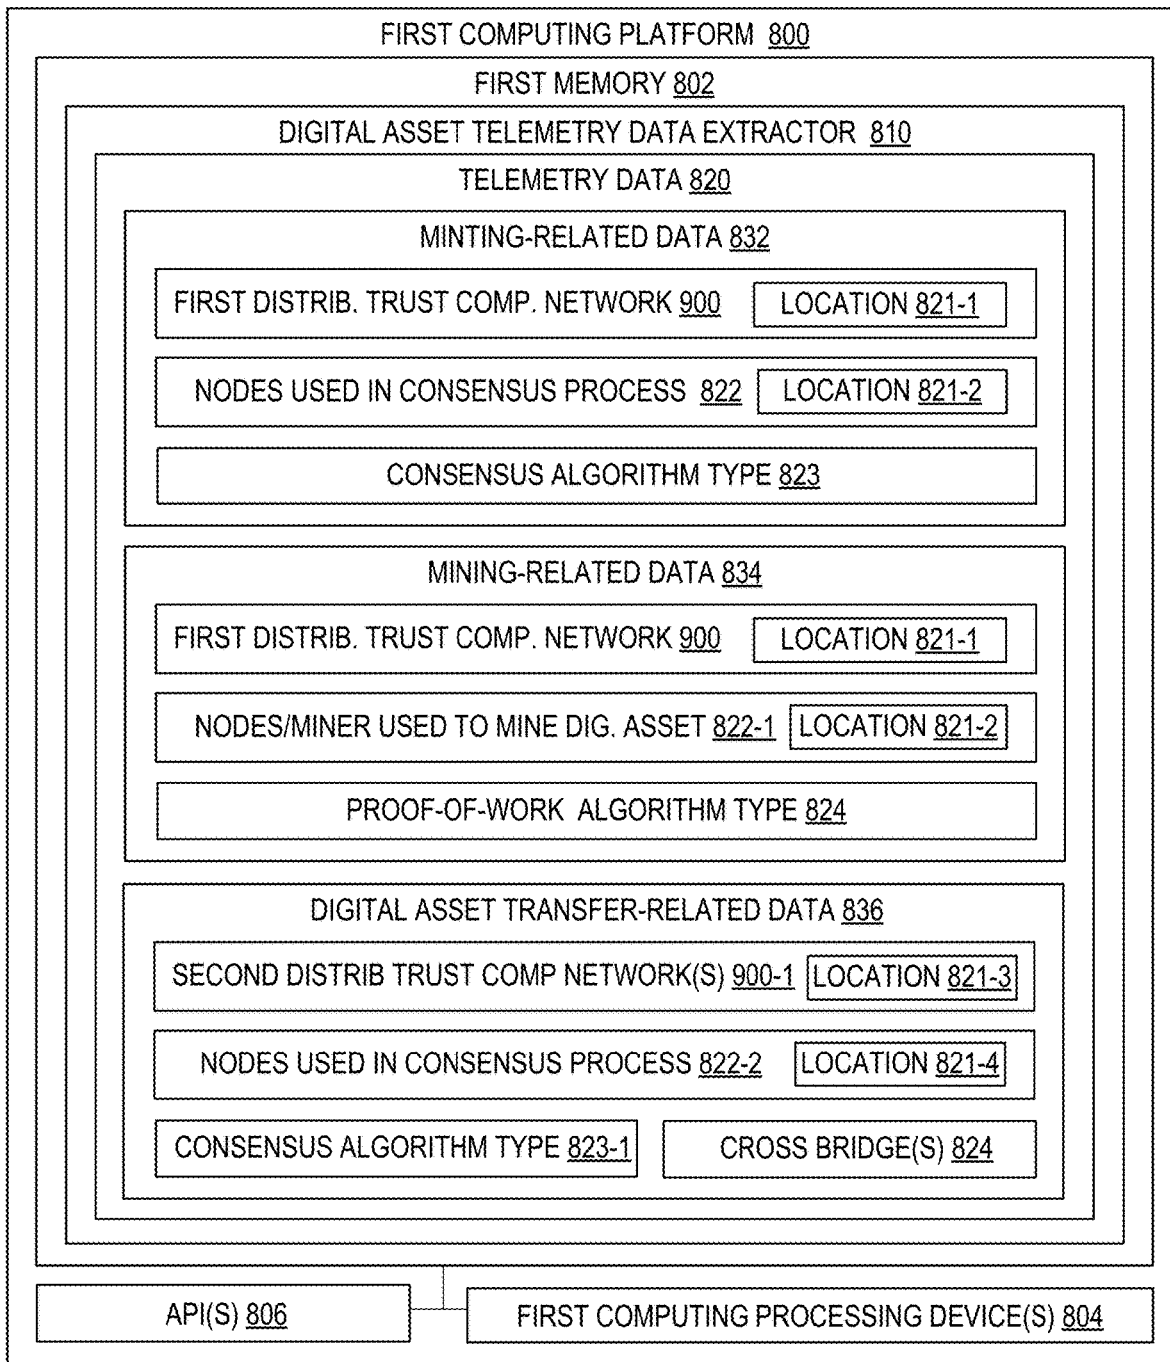 FIRST COMPUTING PLATFORM 800
FIRST MEMORY 802
DIGITAL ASSET TELEMETRY DATA EXTRACTOR 810
TELEMETRY DATA 820
MINTING-RELATED DATA 832
FIRST DISTRIB. TRUST COMP. NETWORK 900 LOCATION 821-1
NODES USED IN CONSENSUS PROCESS 822 LOCATION 821-2
CONSENSUS ALGORITHM TYPE 823
MINING-RELATED DATA 834
FIRST DISTRIB. TRUST COMP. NETWORK 900 LOCATION 821-1
NODES/MINER USED TO MINE DIG. ASSET 822-1 LOCATION 821-2
PROOF-OF-WORK ALGORITHM TYPE 824
DIGITAL ASSET TRANSFER-RELATED DATA 836
SECOND DISTRIB TRUST COMP NETWORK(S) 900-1 LOCATION 821-3
NODES USED IN CONSENSUS PROCESS 822-2 LOCATION 821-4
CONSENSUS ALGORITHM TYPE 823-1 CROSS BRIDGE(S) 824
API(S) 806 FIRST COMPUTING PROCESSING DEVICE(S) 804